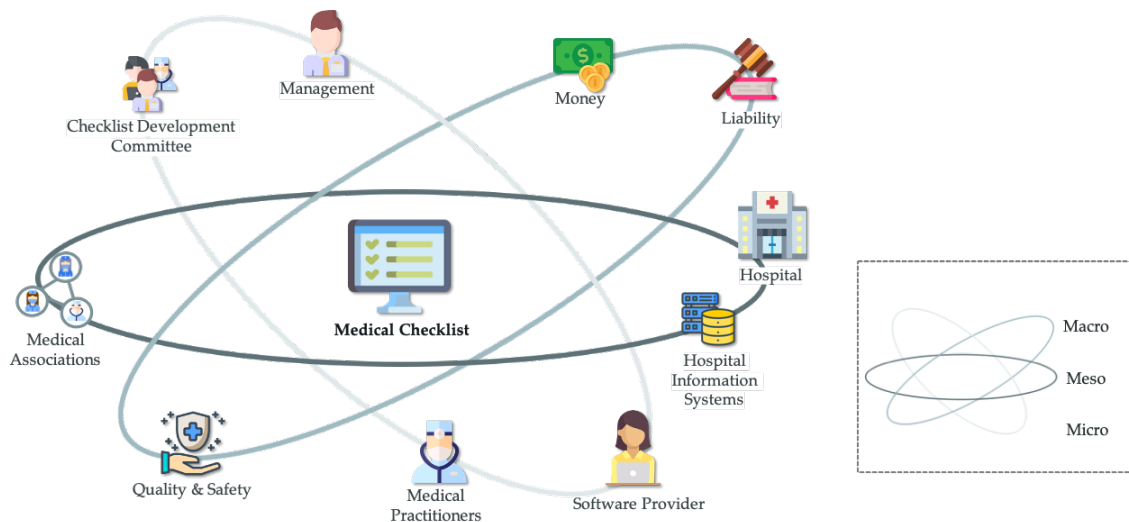 Management
Money
Checklist Development
Committee
Liability
Hospital
Medical Checklist
Medical
Associations
Hospital
Information
Systems
Quality & Safety
Medical
Practitioners
Software Provider
Macro
Meso
Micro